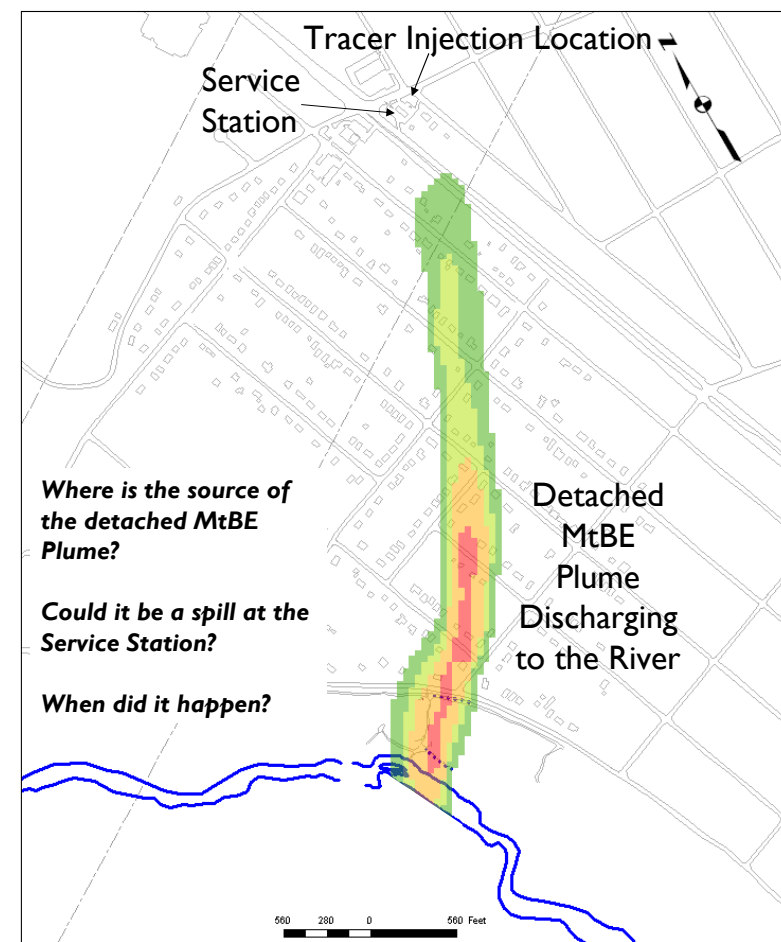 Tracer Injection Location
N
Service
Station
Where is the source of
the detached MtBE
Plume?
Could it be a spill at the
Service Station?
When did it happen?
Detached
MtBE
Plume
Discharging
to the River
560 280 0 560 Feet